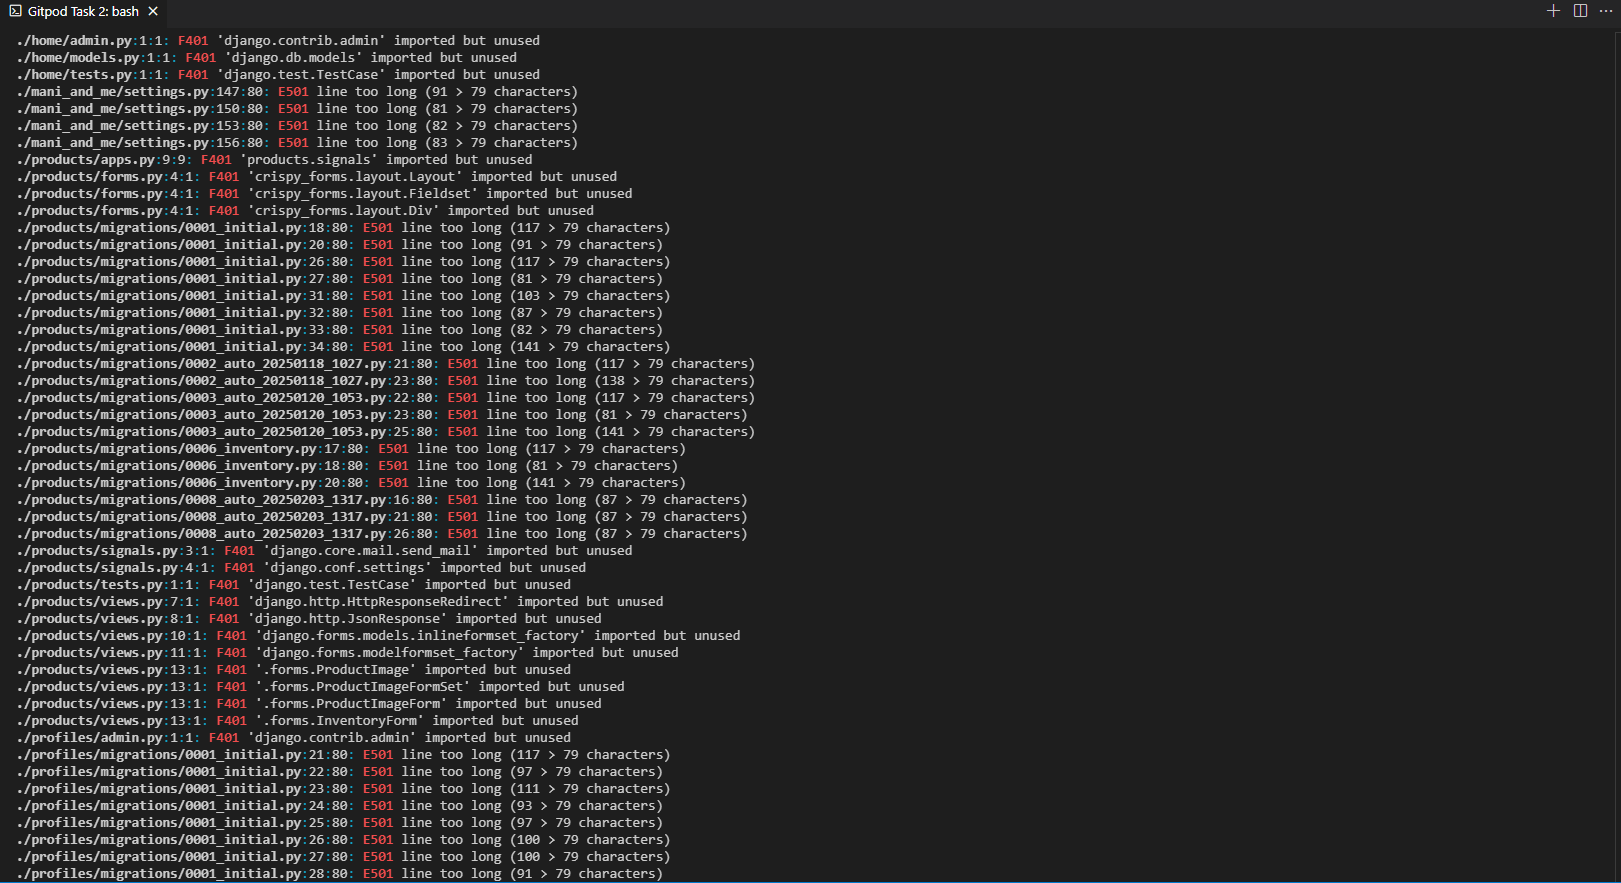 Gitpod Task 2: bash
./home/admin.py:1:1: F401 'django.contrib.admin' imported but unused
./home/models.py:1:1: F401 'django.db.models' imported but unused
./home/tests.py:1:1: F401 'django.test.TestCase' imported but unused
./mani_and_me/settings.py:147:80: E501 line too long (91 > 79 characters)
./mani_and_me/settings.py:150:80: E501 line too long (81 > 79 characters)
./mani_and_me/settings.py:153:80: E501 line too long (82 > 79 characters)
./mani_and_me/settings.py:156:80: E501 line too long (83 > 79 characters)
./products/apps.py:9:9: F401 'products.signals' imported but unused
./products/forms.py:4:1: F401 'crispy_forms.layout.Layout' imported but unused
./products/forms.py:4:1: F401 'crispy_forms.layout.Fieldset' imported but unused
./products/forms.py:4:1: F401 'crispy_forms.layout.Div' imported but unused
./products/migrations/0001_initial.py:18:80: E501 line too long (117 > 79 characters)
./products/migrations/0001_initial.py:20:80: E501 line too long (91 > 79 characters)
./products/migrations/0001_initial.py:26:80: E501 line too long (117 > 79 characters)
./products/migrations/0001_initial.py:27:80: E501 line too long (81 > 79 characters)
./products/migrations/0001_initial.py:31:80: E501 line too long (103 > 79 characters)
./products/migrations/0001_initial.py:32:80: E501 line too long (87 > 79 characters)
./products/migrations/0001_initial.py:33:80: E501 line too long (82 > 79 characters)
./products/migrations/0001_initial.py:34:80: E501 line too long (141 > 79 characters)
./products/migrations/0002_auto_20250118_1027.py:21:80: E501 line too long (117 > 79 characters)
./products/migrations/0002_auto_20250118_1027.py:23:80: E501 line too long (138 > 79 characters)
./products/migrations/0003_auto_20250120_1053.py:22:80: E501 line too long (117 > 79 characters)
./products/migrations/0003_auto_20250120_1053.py:23:80: E501 line too long (81 > 79 characters)
./products/migrations/0003_auto_20250120_1053.py:25:80: E501 line too long (141 > 79 characters)
./products/migrations/0006_inventory.py:17:80: E501 line too long (117 > 79 characters)
./products/migrations/0006_inventory.py:18:80: E501 line too long (81 > 79 characters)
./products/migrations/0006_inventory.py:20:80: E501 line too long (141 > 79 characters)
./products/migrations/0008_auto_20250203_1317.py:16:80: E501 line too long (87 > 79 characters)
./products/migrations/0008_auto_20250203_1317.py:21:80: E501 line too long (87 > 79 characters)
./products/migrations/0008_auto_20250203_1317.py:26:80: E501 line too long (87 > 79 characters)
./products/signals.py:3:1: F401 'django.core.mail.send_mail' imported but unused
./products/signals.py:4:1: F401 'django.conf.settings' imported but unused
./products/tests.py:1:1: F401 'django.test.TestCase' imported but unused
./products/views.py:7:1: F401 'django.http.HttpResponseRedirect' imported but unused
./products/views.py:8:1: F401 'django.http.JsonResponse' imported but unused
./products/views.py:10:1: F401 'django.forms.models.inlineformset_factory' imported but unused
./products/views.py:11:1: F401 'django.forms.modelformset_factory' imported but unused
./products/views.py:13:1: F401 '.forms.ProductImage' imported but unused
./products/views.py:13:1: F401 '.forms.ProductImageFormSet' imported but unused
./products/views.py:13:1: F401 '.forms.ProductImageForm' imported but unused
./products/views.py:13:1: F401 '.forms.InventoryForm' imported but unused
./profiles/admin.py:1:1: F401 'django.contrib.admin' imported but unused
./profiles/migrations/0001_initial.py:21:80: E501 line too long (117 > 79 characters)
./profiles/migrations/0001_initial.py:22:80: E501 line too long (97 > 79 characters)
./profiles/migrations/0001_initial.py:23:80: E501 line too long (111 > 79 characters)
./profiles/migrations/0001_initial.py:24:80: E501 line too long (93 > 79 characters)
./profiles/migrations/0001_initial.py:25:80: E501 line too long (97 > 79 characters)
./profiles/migrations/0001_initial.py:26:80: E501 line too long (100 > 79 characters)
./profiles/migrations/0001_initial.py:27:80: E501 line too long (100 > 79 characters)
./profiles/migrations/0001_initial.py:28:80: E501 line too long (91 > 79 characters)